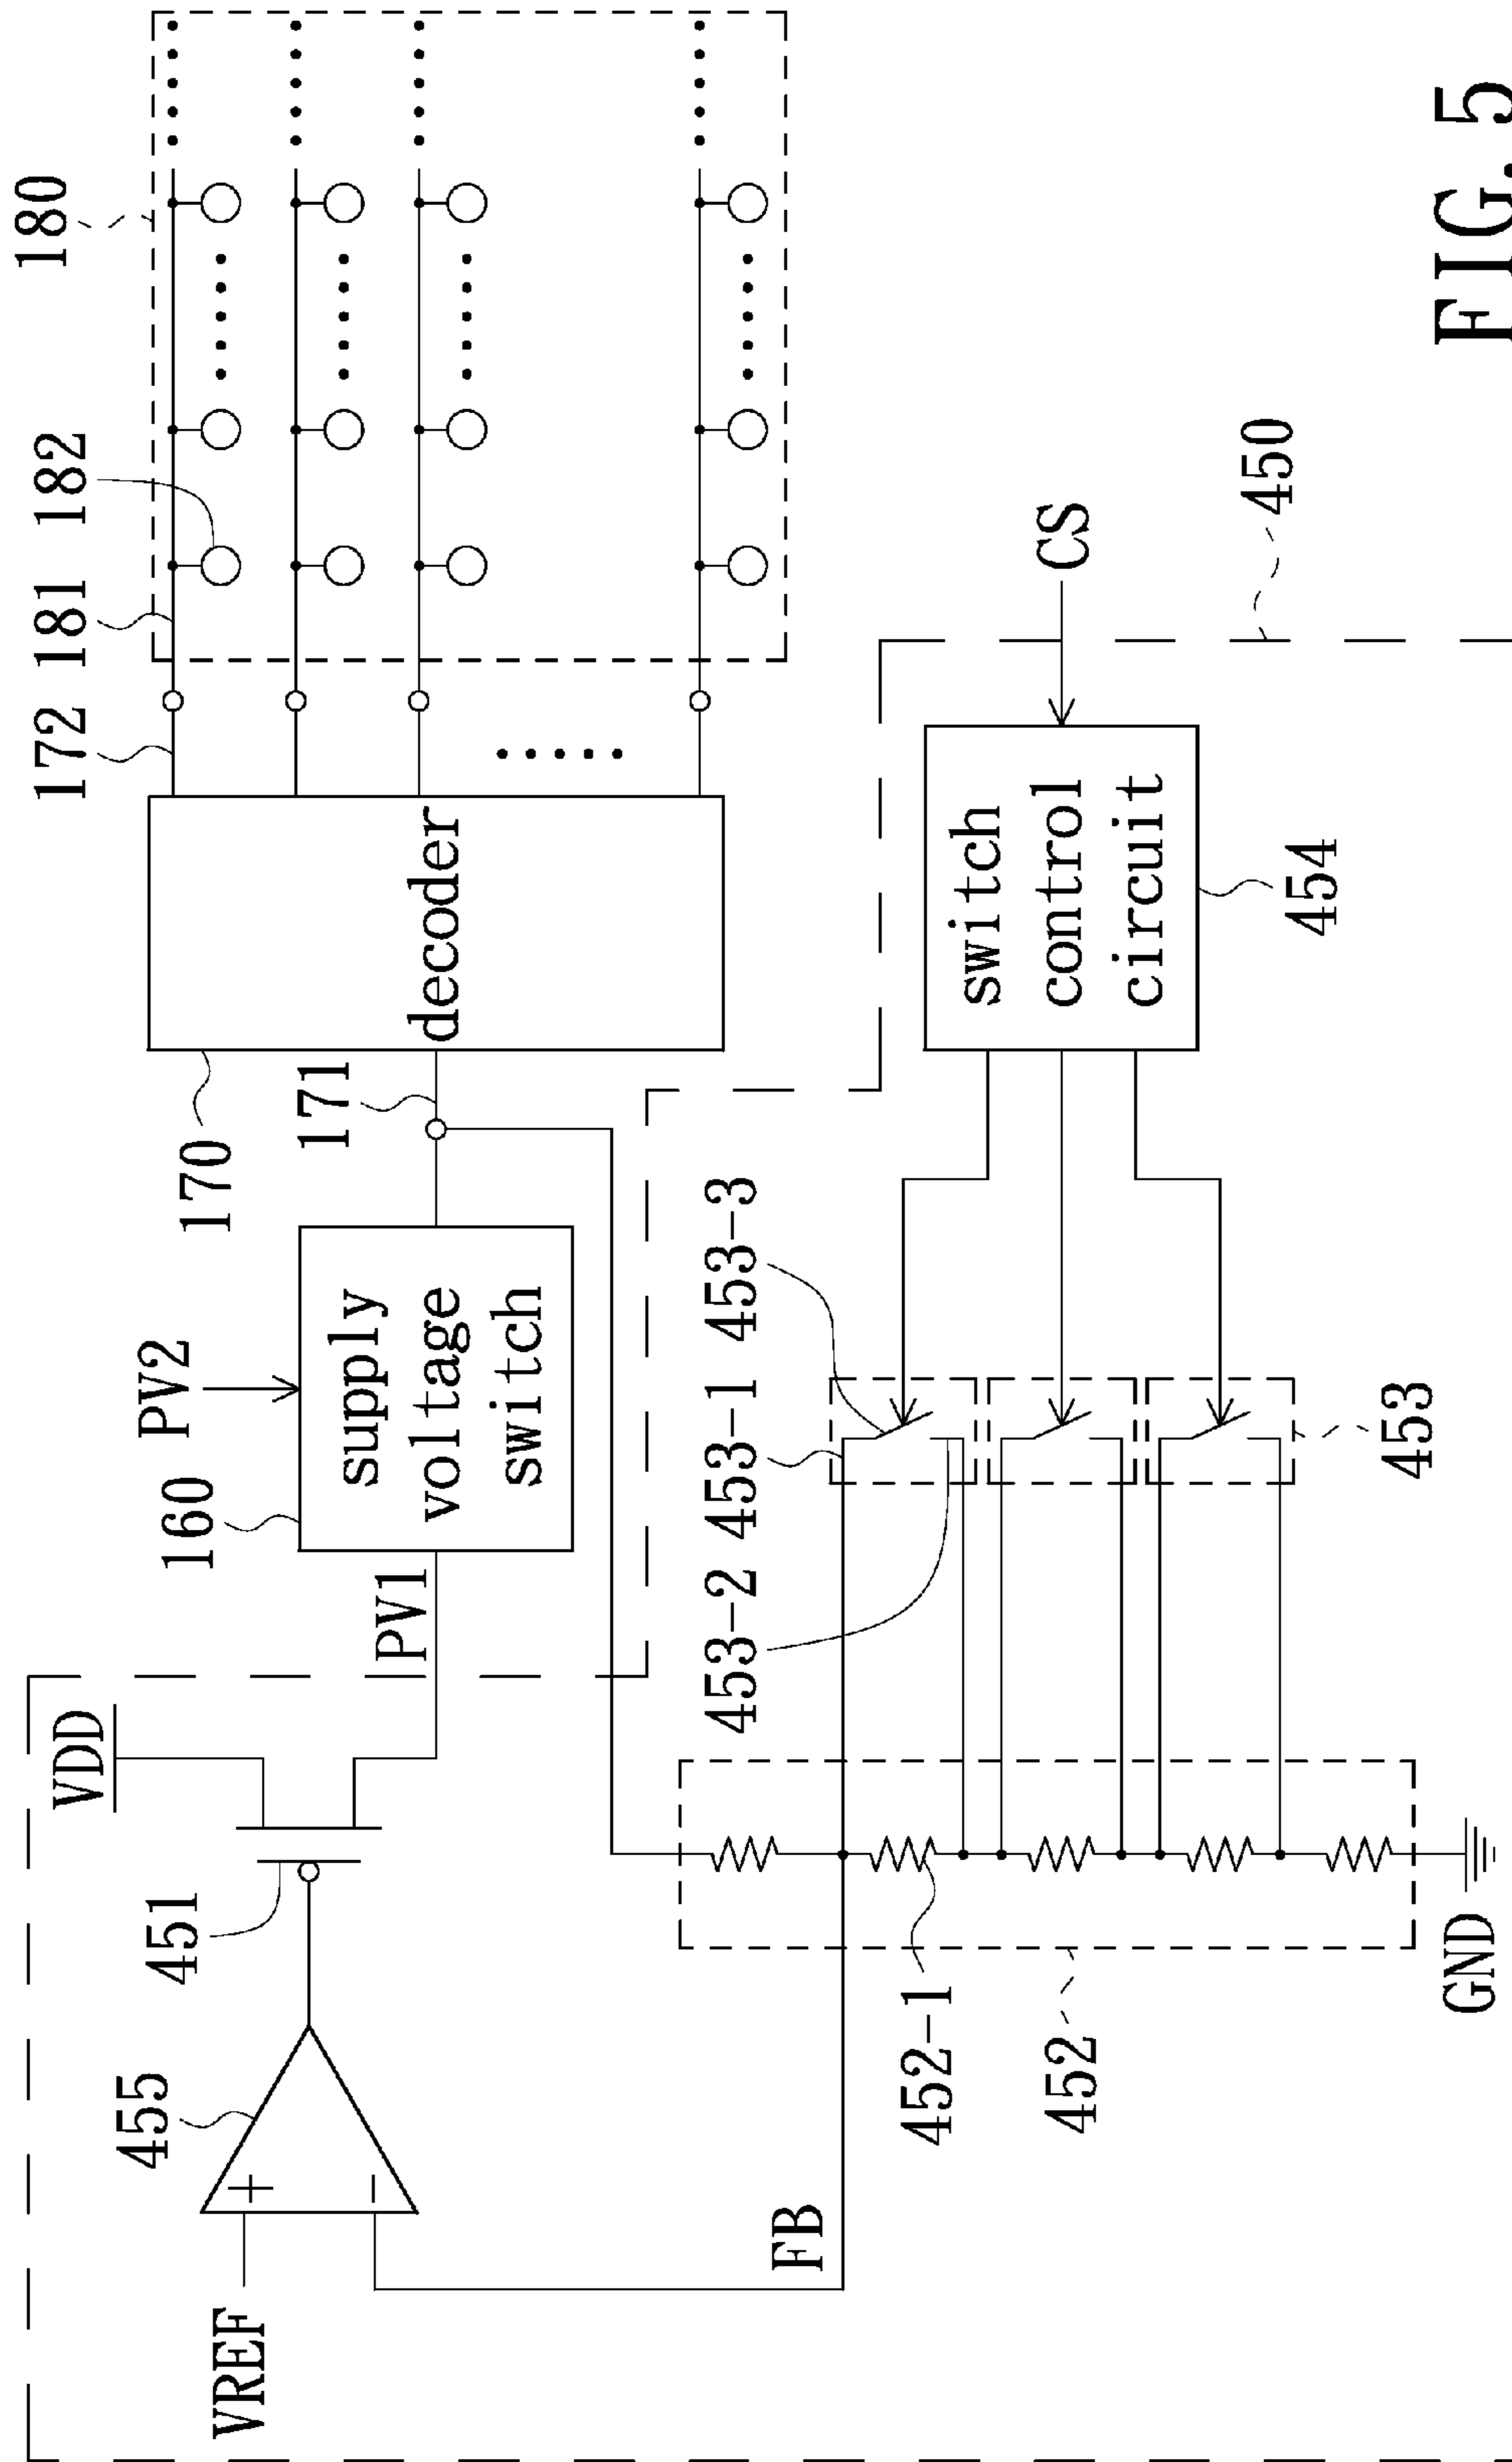 180
172 181 182
VDD
455
PV2
451
160
170
VREF
171
PV1
supply
voltage
switch
decoder
453-2 453-1 453-3
FB
452-1
452
switch
control
circuit
CS
450
454
453
GND
FIG. 5